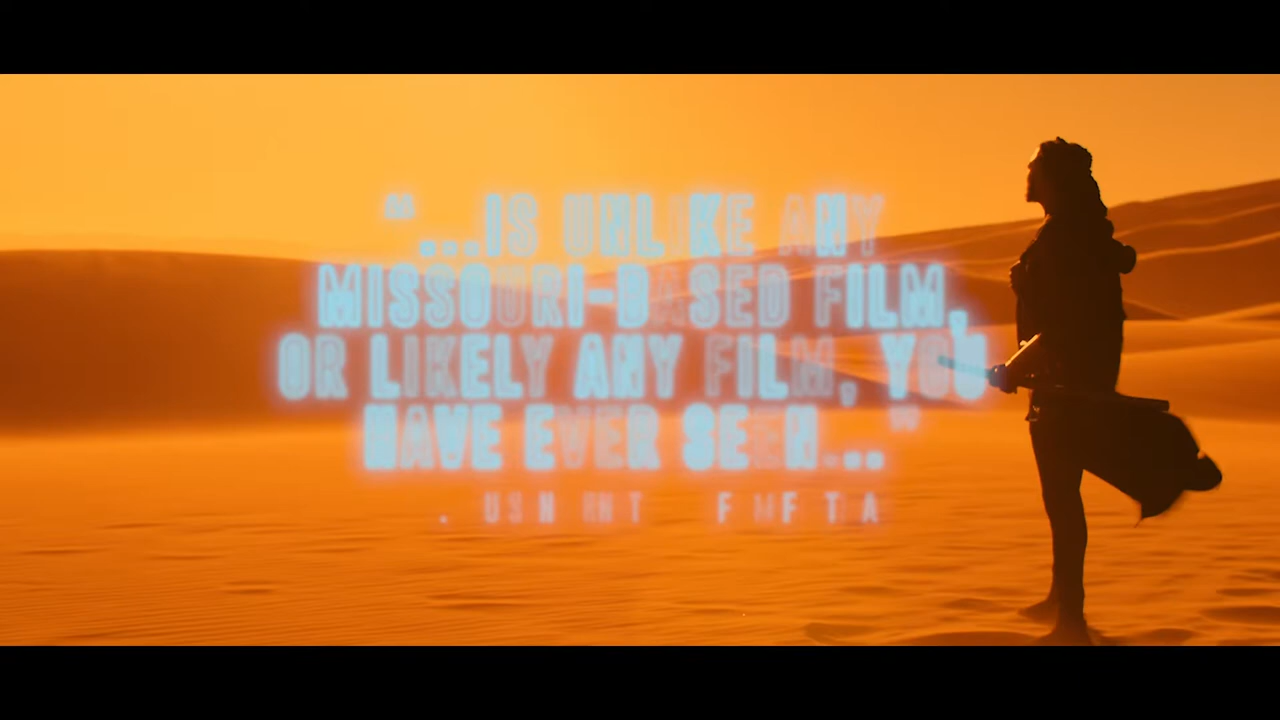 "...IS UNLIKE ANY
MISSOURI-BASED FILM,
OR LIKELY ANY FILM, YOU
HAVE EVER SEEN..."